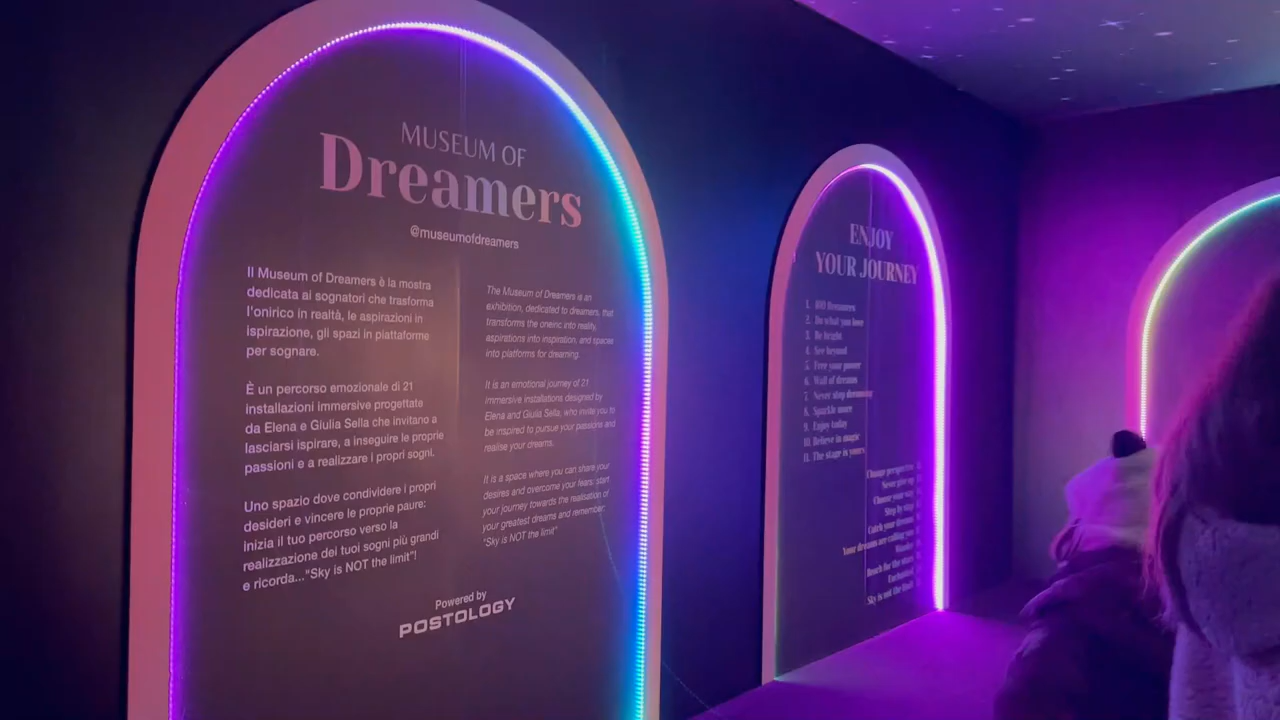 MUSEUM OF
Dreamers
@museumofdreamers
Il Museum of Dreamers è la mostra
dedicata ai sognatori che trasforma
l'onirico in realtà, le aspirazioni in
ispirazione, gli spazi in piattaforme
per sognare.
È un percorso emozionale di 21
installazioni immersive progettate
da Elena e Giulia Sella che invitano a
lasciarsi ispirare, a inseguire le proprie
passioni e a realizzare i propri sogni.
Uno spazio dove condividere i propri
desideri e vincere le proprie paure:
inizia il tuo percorso verso la
realizzazione dei tuoi sogni più grandi
e ricorda..."Sky is NOT the limit"!
The Museum of Dreamers is an
exhibition, dedicated to dreamers, that
transforms the oneiric into reality,
aspirations into inspiration, and spaces
into platforms for dreaming.
It is an emotional journey of 21
immersive installations designed by
Elena and Giulia Sella, who invite you to
be inspired to pursue your passions and
realise your dreams.
It is a space where you can share your
desires and overcome your fears: start
your journey towards the realisation of
your greatest dreams and remember:
"Sky is NOT the limit"
Powered by
POSTOLOGY
ENJOY
YOUR JOURNEY
1. Dreamers
2. Do what you love
3. Be bright
4. See beyond
5. Free your power
6. Wall of dreams
7. Never stop dreaming
8. Sparkle more
9. Enjoy today
10. Believe in magic
11. The stage is yours
Change perspective
Never give up
Choose your way
Step by step
Catch your dreams
Your dreams are calling you
Reach for the stars
Enchanted
Sky is not the limit